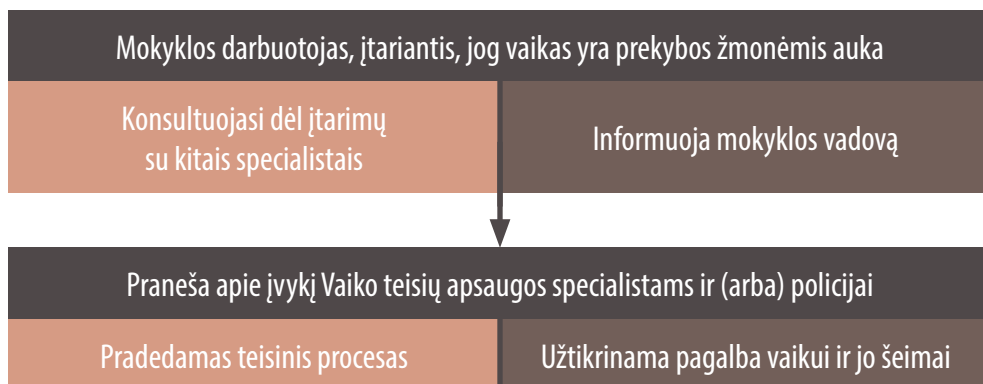 Mokyklos darbuotojas, įtariantis, jog vaikas yra prekybos žmonėmis auka
Konsultuojasi dėl įtarimų
su kitais specialistais
Informuoja mokyklos vadovą
Praneša apie įvykį Vaiko teisių apsaugos specialistams ir (arba) policijai
Pradedamas teisinis procesas
Užtikrinama pagalba vaikui ir jo šeimai